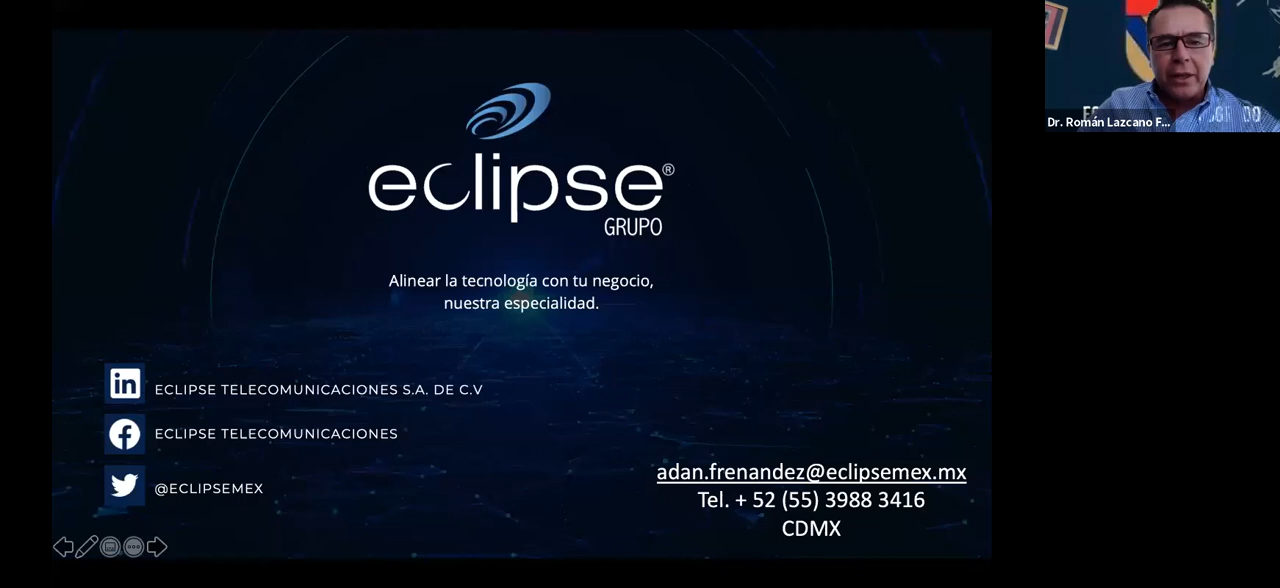 eclipse®
GRUPO
Alinear la tecnología con tu negocio,
nuestra especialidad.
in ECLIPSE TELECOMUNICACIONES S.A. DE C.V
ECLIPSE TELECOMUNICACIONES
@ECLIPSEMEX
adan.frenandez@eclipsemex.mx
Tel. + 52 (55) 3988 3416
CDMX
Dr. Román Lazcano F...